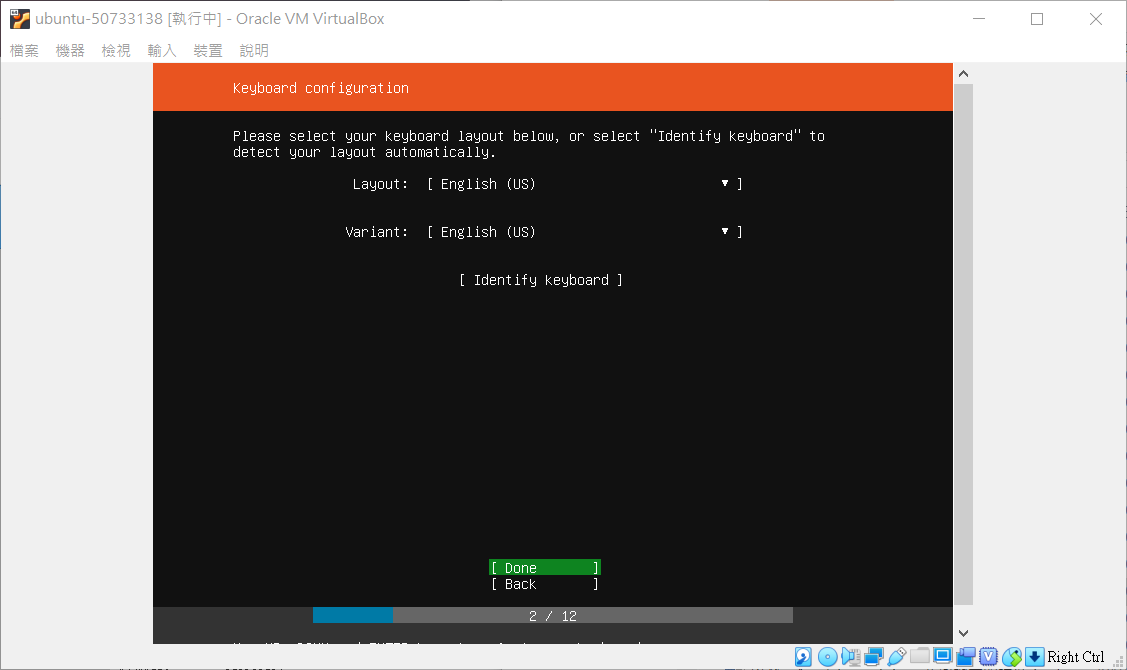 ubuntu-50733138 [執行中] - Oracle VM VirtualBox
檔案 機器 檢視 輸入 裝置 說明
Keyboard configuration
Please select your keyboard layout below, or select "Identify keyboard" to
detect your layout automatically.
Layout: [ English (US) ▼ ]
Variant: [ English (US) ▼ ]
[ Identify keyboard ]
[ Done ]
[ Back ]
2 / 12
Right Ctrl